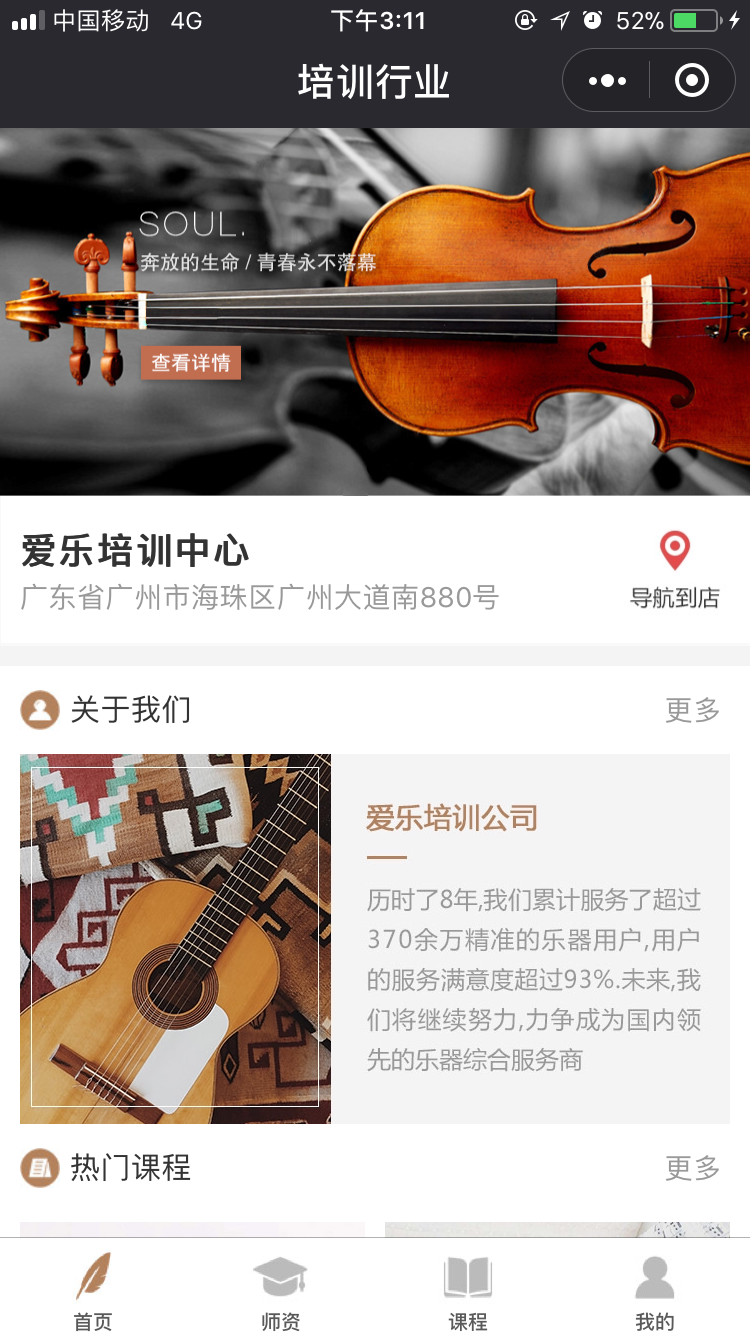 中国移动 4G 下午3:11 52%
培训行业
SOUL.
奔放的生命 / 青春永不落幕
查看详情
爱乐培训中心
广东省广州市海珠区广州大道南880号
导航到店
关于我们 更多
爱乐培训公司
历时了8年,我们累计服务了超过
370余万精准的乐器用户,用户
的服务满意度超过93%.未来,我
们将继续努力,力争成为国内领
先的乐器综合服务商
热门课程 更多
首页 师资 课程 我的